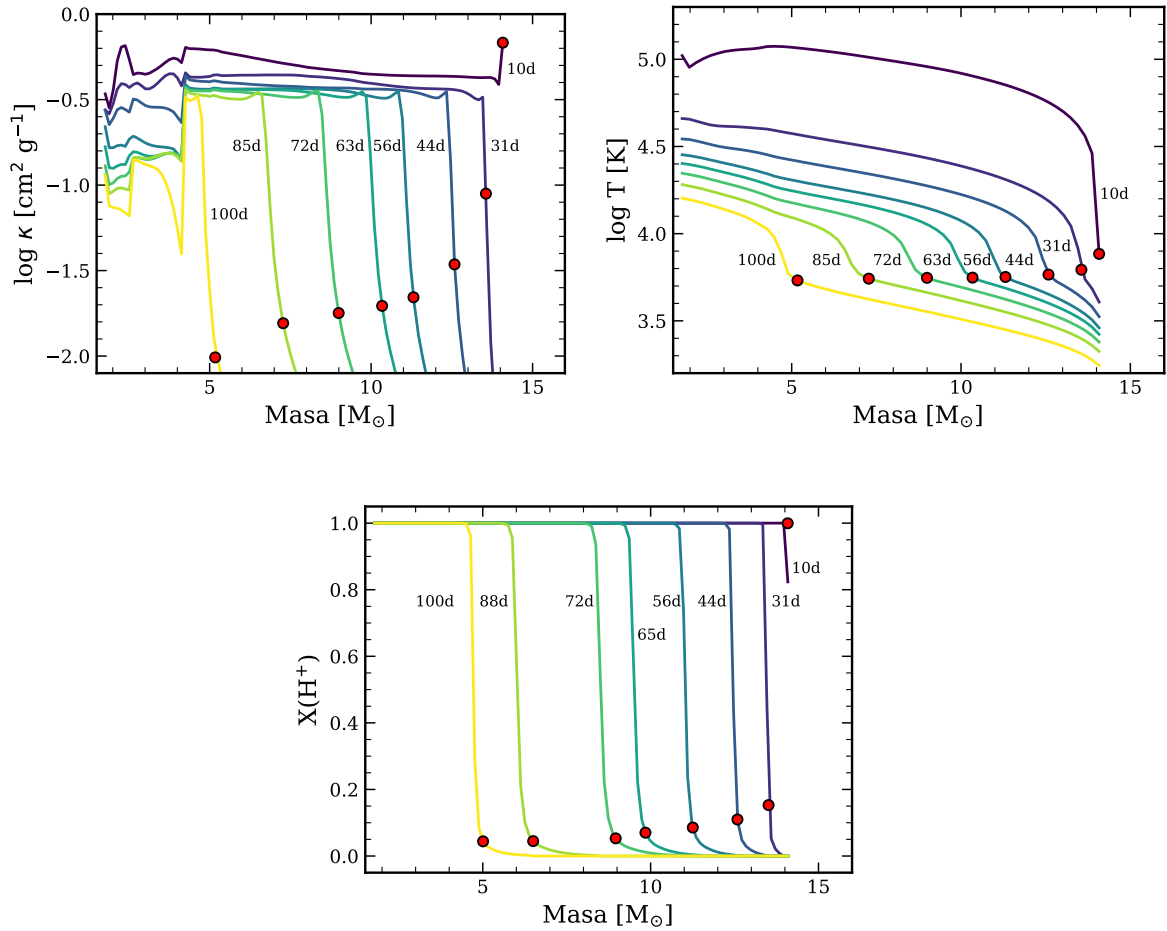 0.0
−0.5
−1.0
−1.5
−2.0
log κ [cm² g⁻¹]
10d
85d 72d 63d 56d 44d 31d
100d
5 10 15
Masa [M⊙]
5.0
4.5
4.0
3.5
log T [K]
10d
31d
100d 85d 72d 63d 56d 44d
5 10 15
Masa [M⊙]
1.0
0.8
0.6
0.4
0.2
0.0
X(H⁺)
10d
100d 88d 72d 56d 44d 31d
65d
5 10 15
Masa [M⊙]